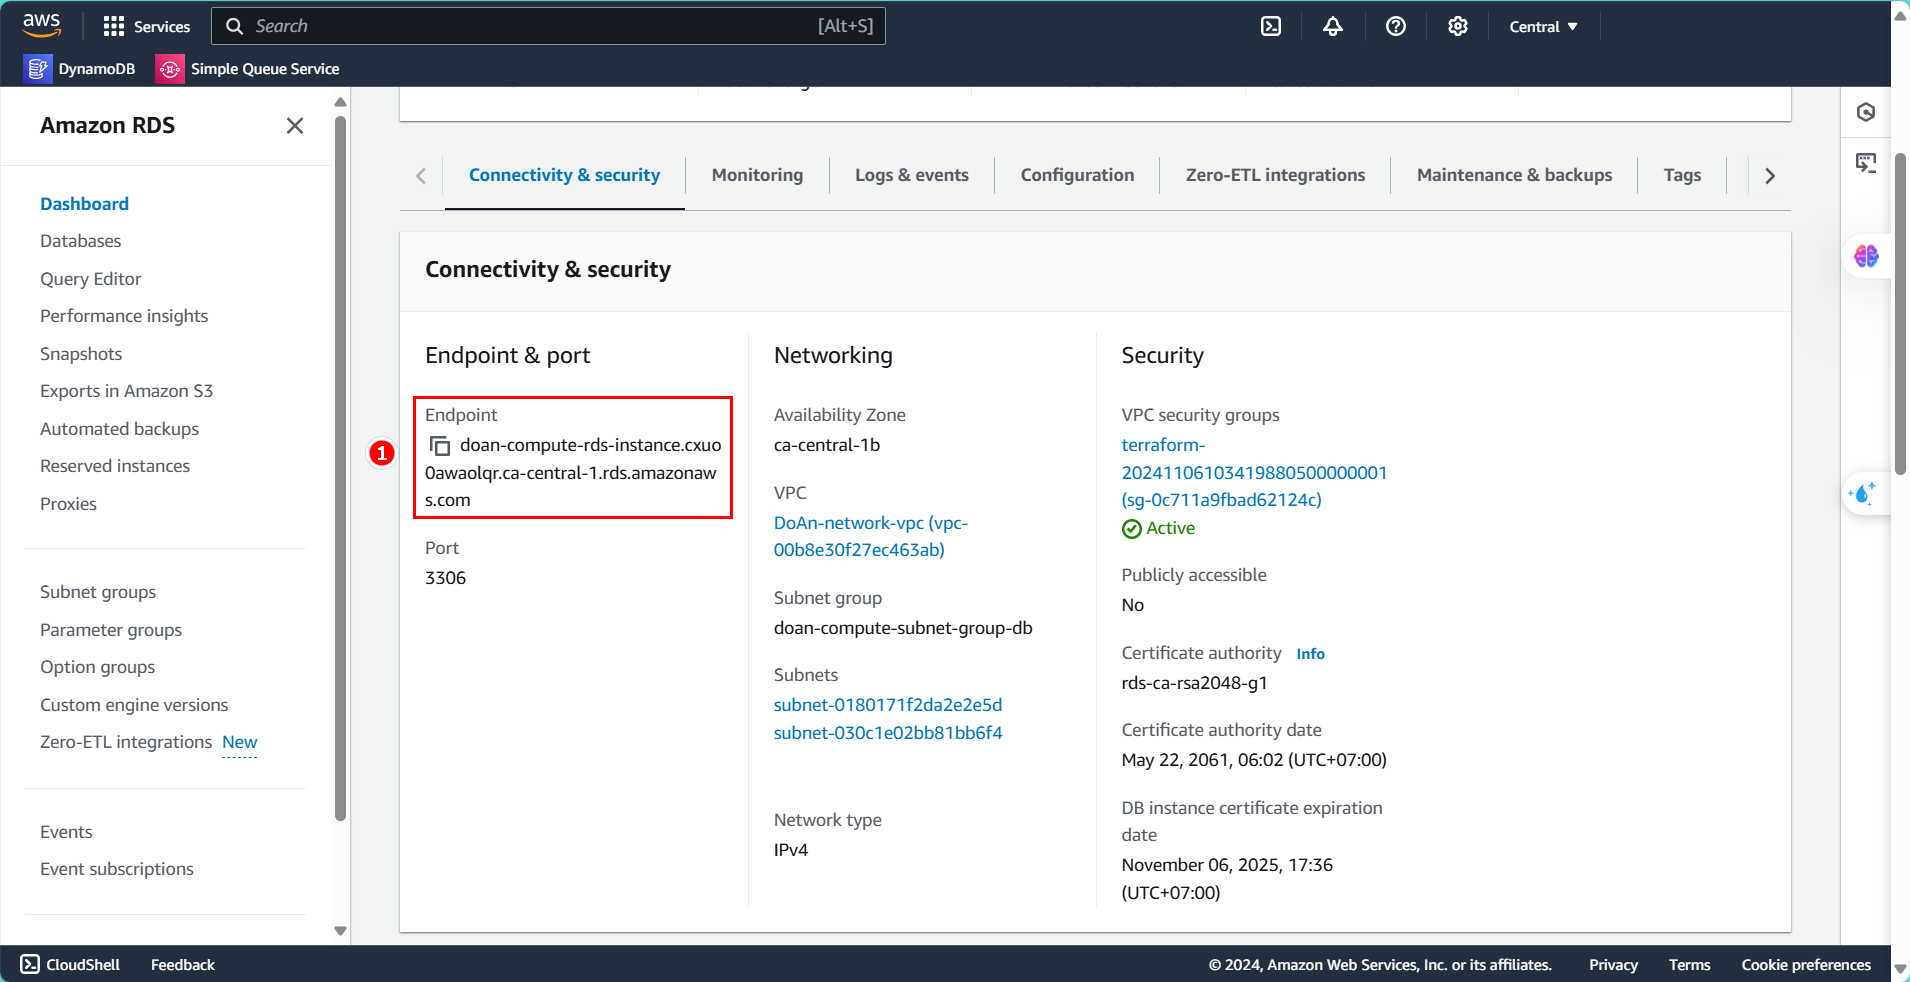 aws
Services
Search
[Alt+S]
Central
DynamoDB
Simple Queue Service
Amazon RDS
Dashboard
Databases
Query Editor
Performance insights
Snapshots
Exports in Amazon S3
Automated backups
Reserved instances
Proxies
Subnet groups
Parameter groups
Option groups
Custom engine versions
Zero-ETL integrations New
Events
Event subscriptions
Connectivity & security
Monitoring
Logs & events
Configuration
Zero-ETL integrations
Maintenance & backups
Tags
Connectivity & security
Endpoint & port
1
Endpoint
doan-compute-rds-instance.cxuo
0awaolqr.ca-central-1.rds.amazonaw
s.com
Port
3306
Networking
Availability Zone
ca-central-1b
VPC
DoAn-network-vpc (vpc-
00b8e30f27ec463ab)
Subnet group
doan-compute-subnet-group-db
Subnets
subnet-0180171f2da2e2e5d
subnet-030c1e02bb81bb6f4
Network type
IPv4
Security
VPC security groups
terraform-
20241106103419880500000001
(sg-0c711a9fbad62124c)
Active
Publicly accessible
No
Certificate authority Info
rds-ca-rsa2048-g1
Certificate authority date
May 22, 2061, 06:02 (UTC+07:00)
DB instance certificate expiration
date
November 06, 2025, 17:36
(UTC+07:00)
CloudShell
Feedback
© 2024, Amazon Web Services, Inc. or its affiliates.
Privacy
Terms
Cookie preferences